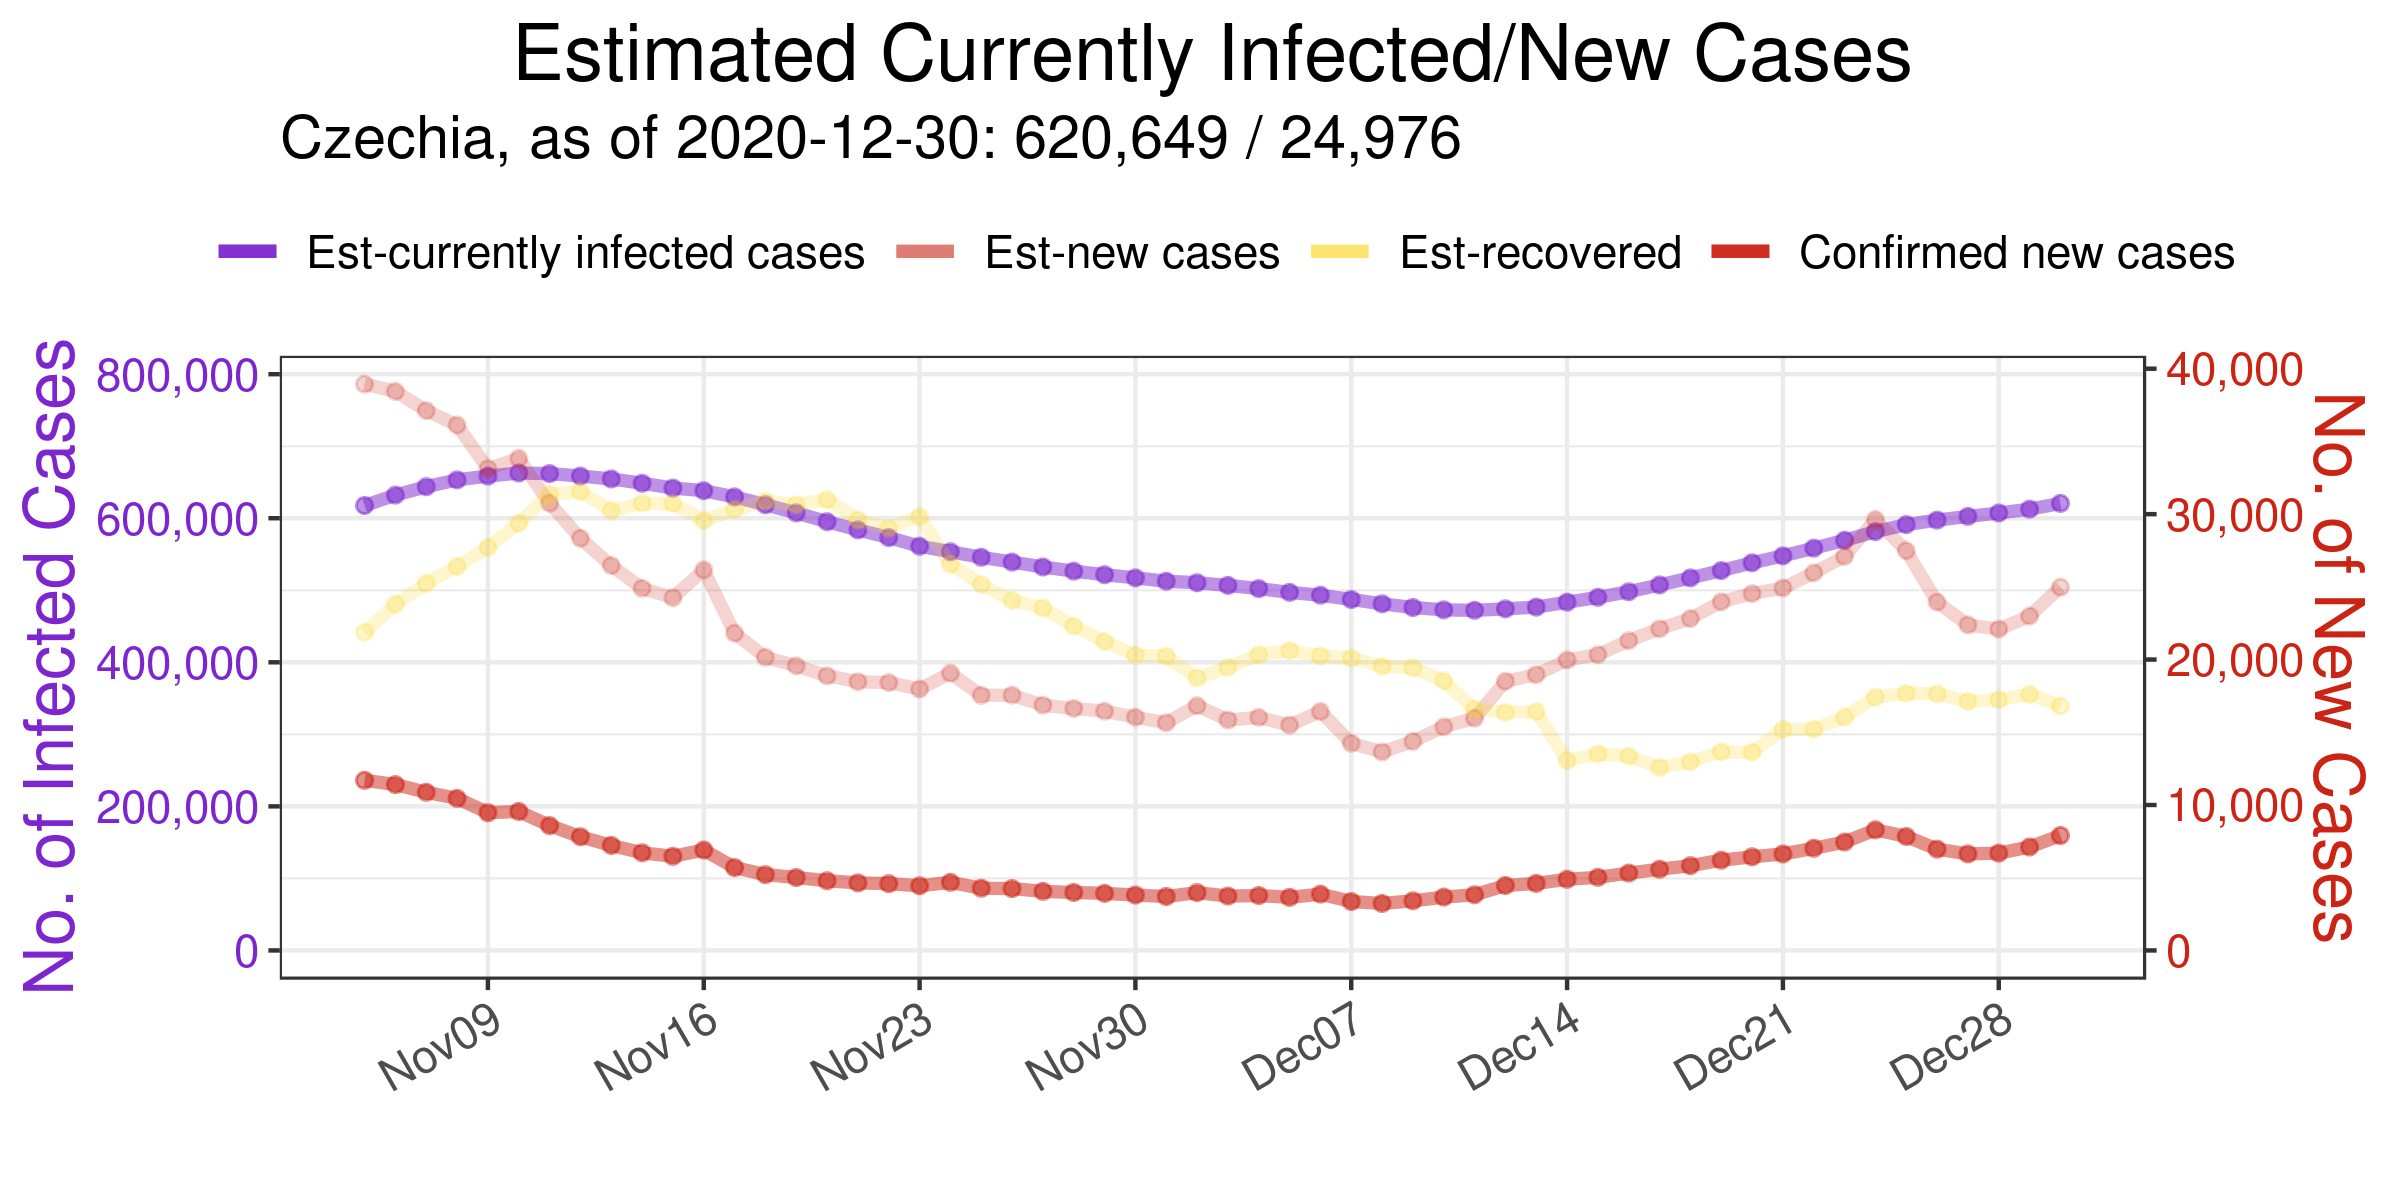 Estimated Currently Infected/New Cases
Czechia, as of 2020-12-30: 620,649 / 24,976
Est-currently infected cases Est-new cases Est-recovered Confirmed new cases
No. of Infected Cases
800,000
600,000
400,000
200,000
0
40,000
30,000
20,000
10,000
0
No. of New Cases
Nov09 Nov16 Nov23 Nov30 Dec07 Dec14 Dec21 Dec28